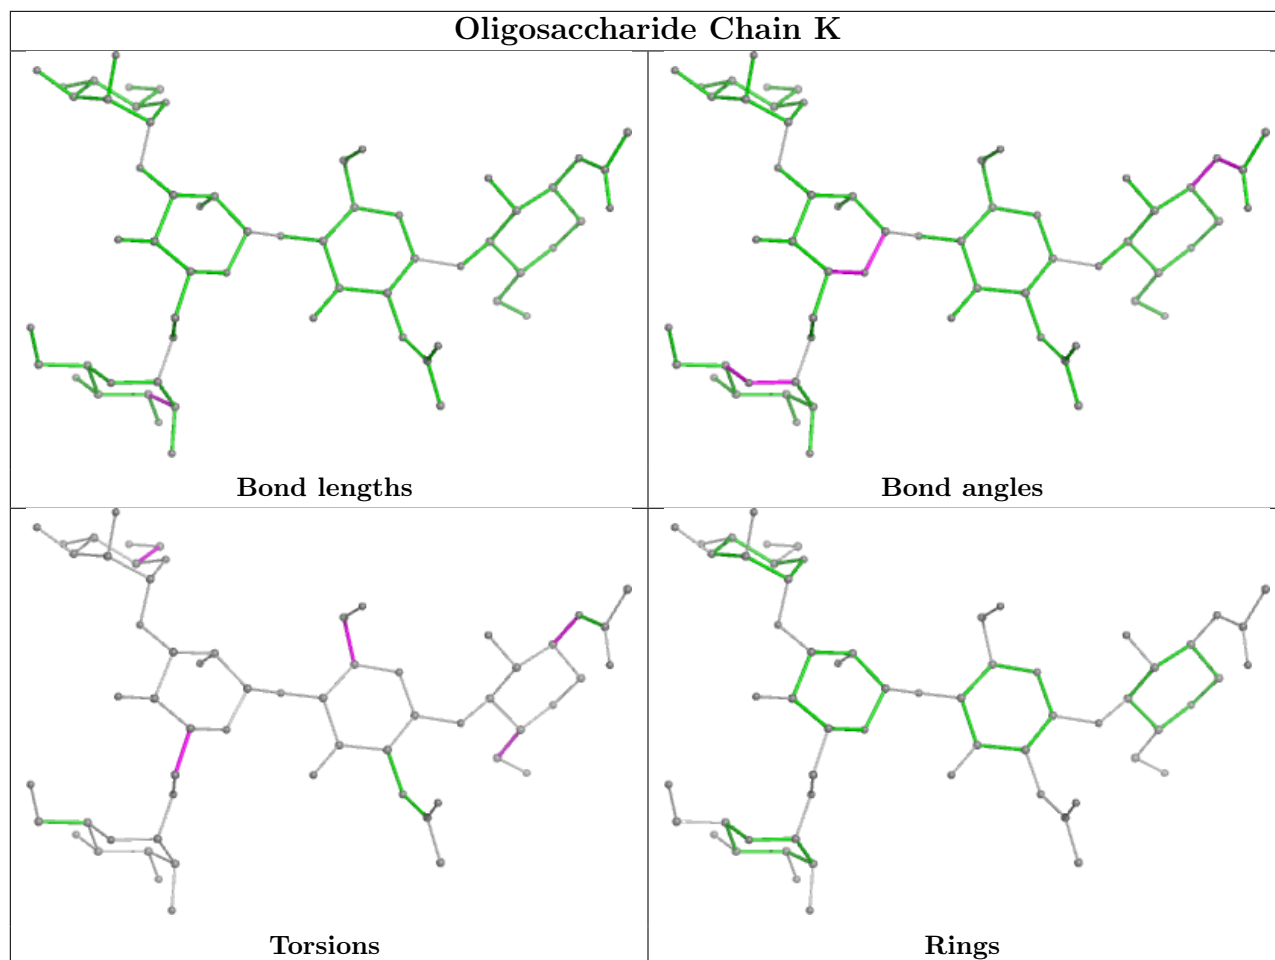 Oligosaccharide Chain K
Bond lengths
Bond angles
Torsions
Rings